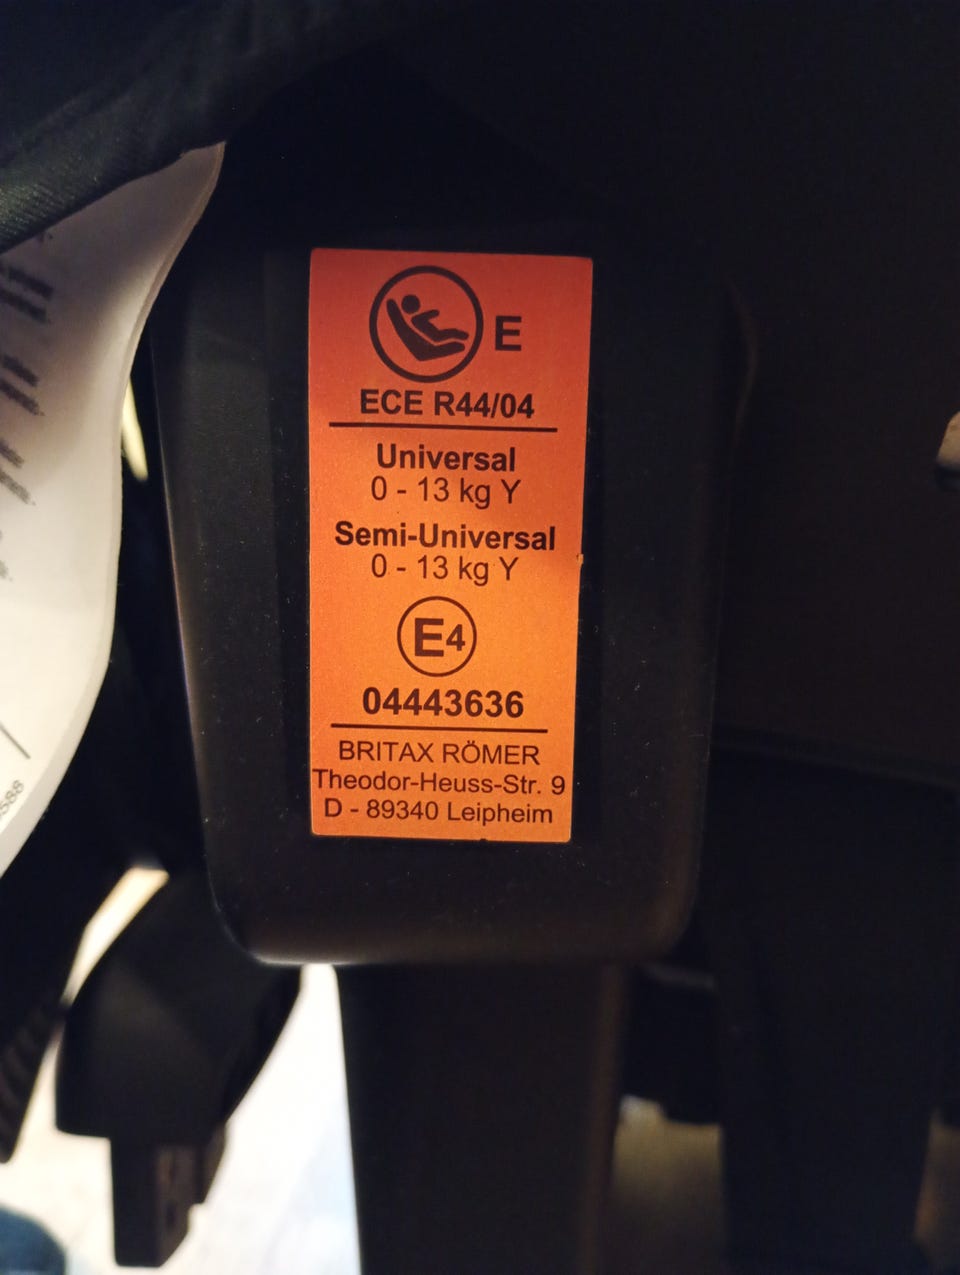 E
ECE R44/04
Universal
0 - 13 kg Y
Semi-Universal
0 - 13 kg Y
E4
04443636
BRITAX RÖMER
Theodor-Heuss-Str. 9
D - 89340 Leipheim